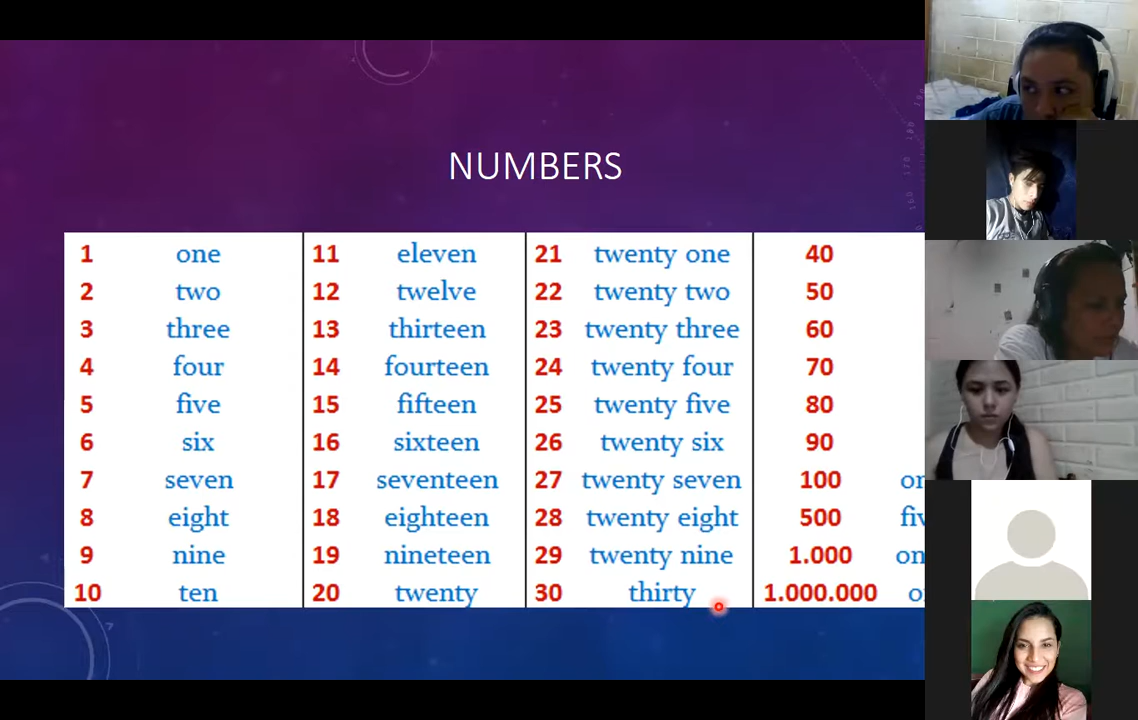 NUMBERS
1 one 11 eleven 21 twenty one 40
2 two 12 twelve 22 twenty two 50
3 three 13 thirteen 23 twenty three 60
4 four 14 fourteen 24 twenty four 70
5 five 15 fifteen 25 twenty five 80
6 six 16 sixteen 26 twenty six 90
7 seven 17 seventeen 27 twenty seven 100
8 eight 18 eighteen 28 twenty eight 500
9 nine 19 nineteen 29 twenty nine 1.000
10 ten 20 twenty 30 thirty 1.000.000